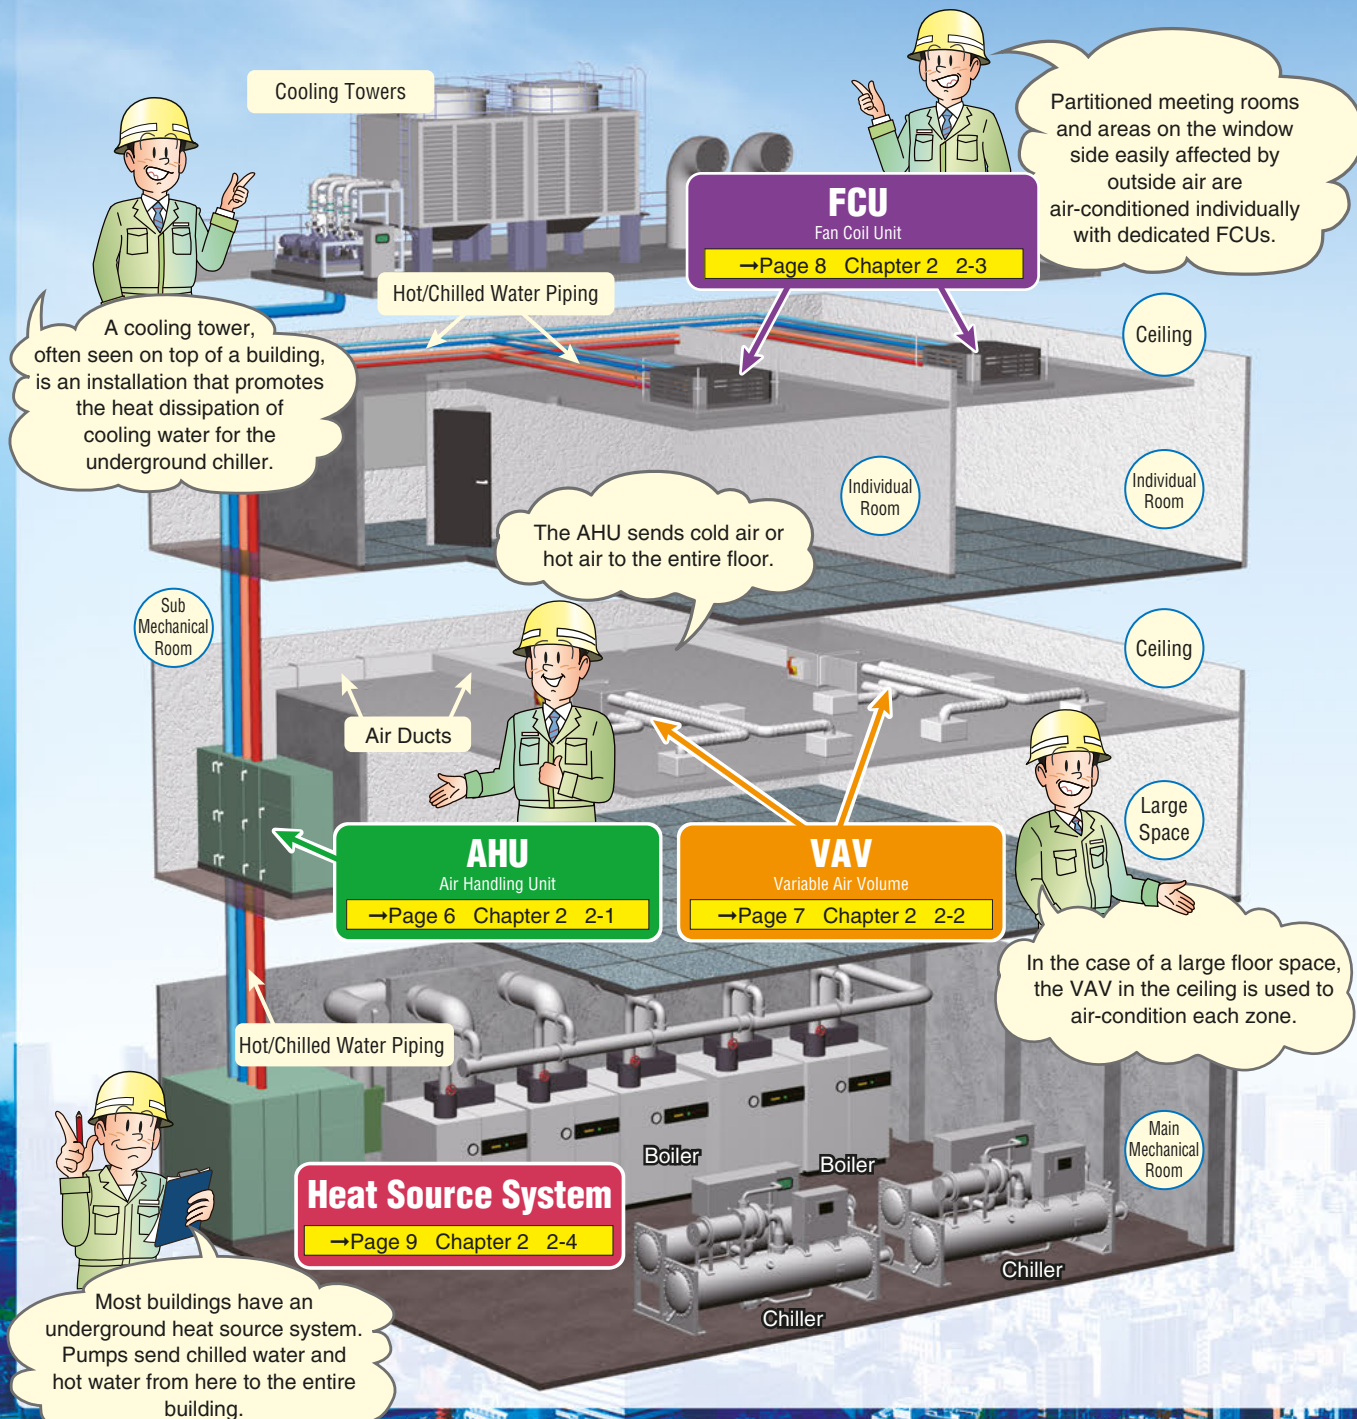 Cooling Towers
Partitioned meeting rooms
and areas on the window
side easily affected by
outside air are
air-conditioned individually
with dedicated FCUs.
FCU
Fan Coil Unit
→Page 8 Chapter 2 2-3
Hot/Chilled Water Piping
A cooling tower,
often seen on top of a building,
is an installation that promotes
the heat dissipation of
cooling water for the
underground chiller.
Ceiling
Individual
Room
Individual
Room
The AHU sends cold air or
hot air to the entire floor.
Sub
Mechanical
Room
Ceiling
Air Ducts
Large
Space
AHU
Air Handling Unit
→Page 6 Chapter 2 2-1
VAV
Variable Air Volume
→Page 7 Chapter 2 2-2
In the case of a large floor space,
the VAV in the ceiling is used to
air-condition each zone.
Hot/Chilled Water Piping
Boiler
Boiler
Main
Mechanical
Room
Heat Source System
→Page 9 Chapter 2 2-4
Chiller
Chiller
Most buildings have an
underground heat source system.
Pumps send chilled water and
hot water from here to the entire
building.